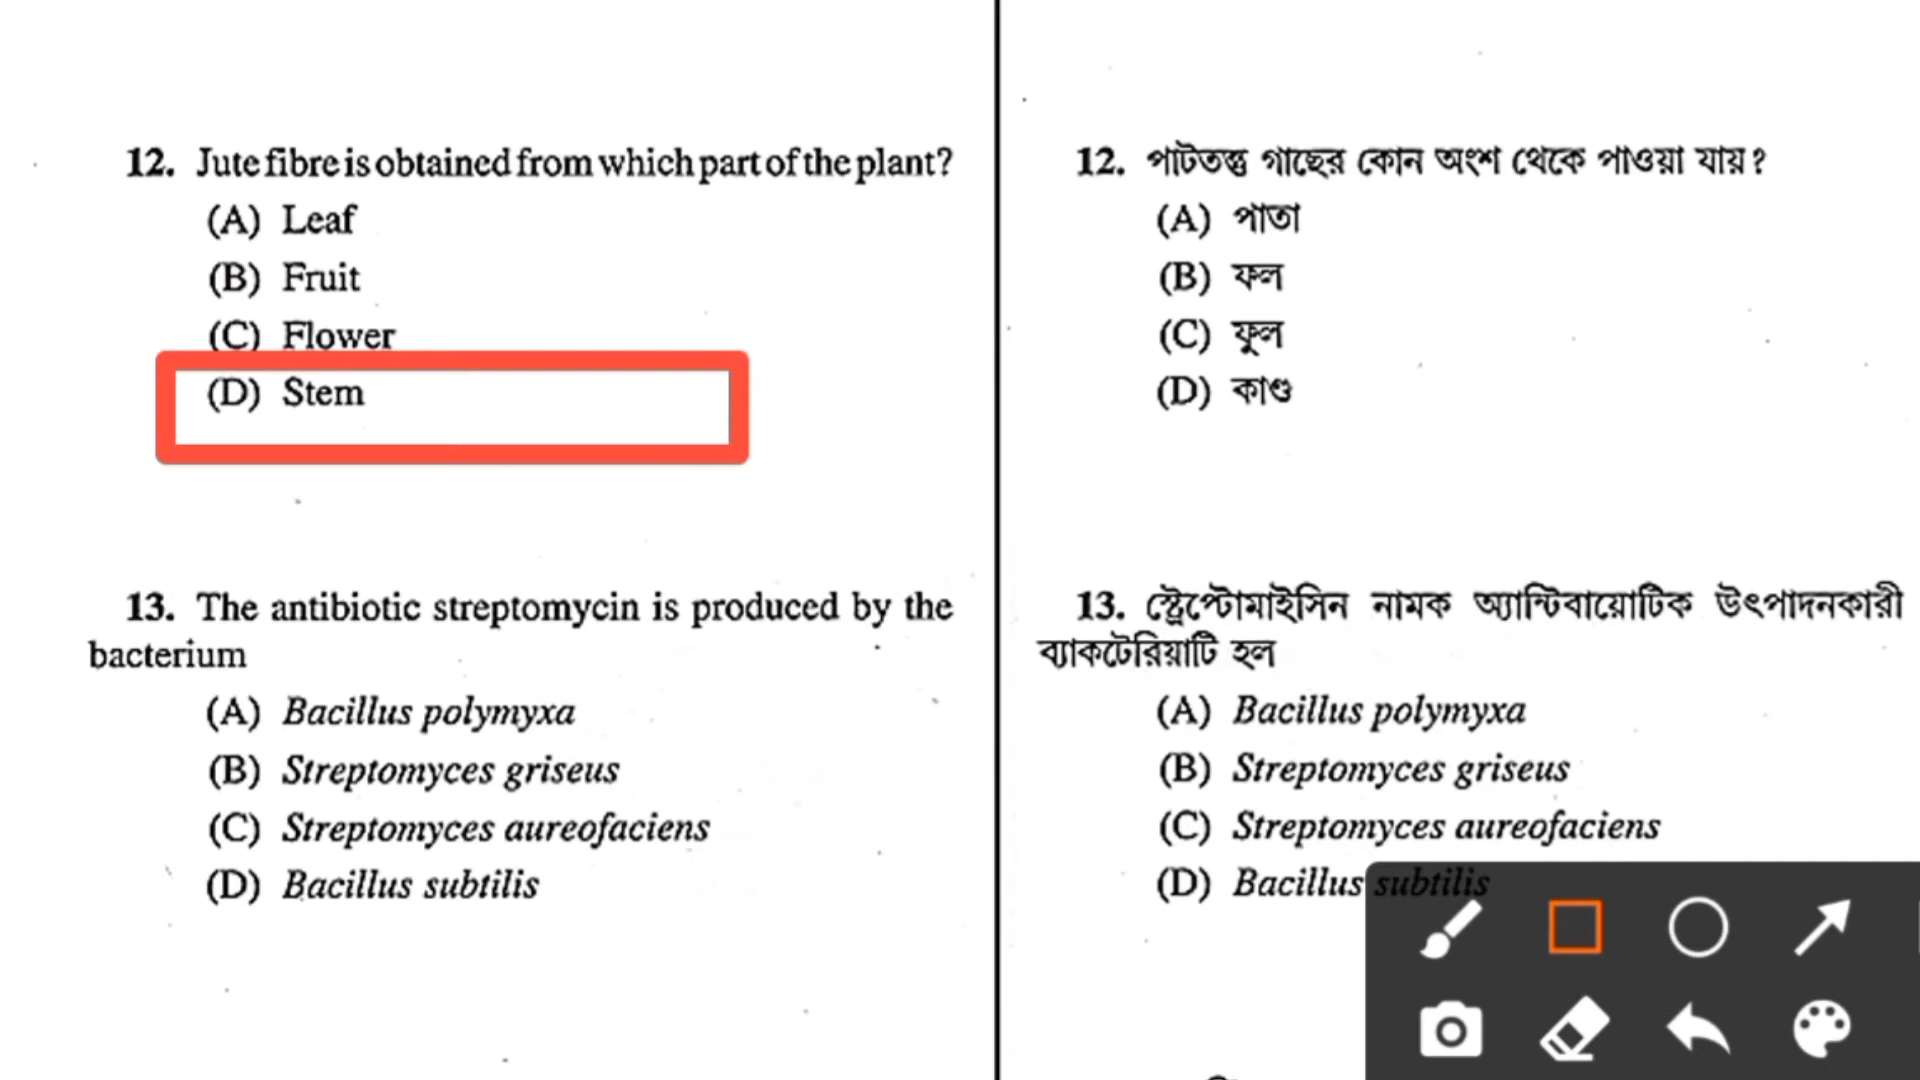 12. Jute fibre is obtained from which part of the plant?
(A) Leaf
(B) Fruit
(C) Flower
(D) Stem
13. The antibiotic streptomycin is produced by the
bacterium
(A) Bacillus polymyxa
(B) Streptomyces griseus
(C) Streptomyces aureofaciens
(D) Bacillus subtilis
12. পাটতন্তু গাছের কোন অংশ থেকে পাওয়া যায়?
(A) পাতা
(B) ফল
(C) ফুল
(D) কাণ্ড
13. স্ট্রেপ্টোমাইসিন নামক অ্যান্টিবায়োটিক উৎপাদনকারী
ব্যাকটেরিয়াটি হল
(A) Bacillus polymyxa
(B) Streptomyces griseus
(C) Streptomyces aureofaciens
(D) Bacillus subtilis